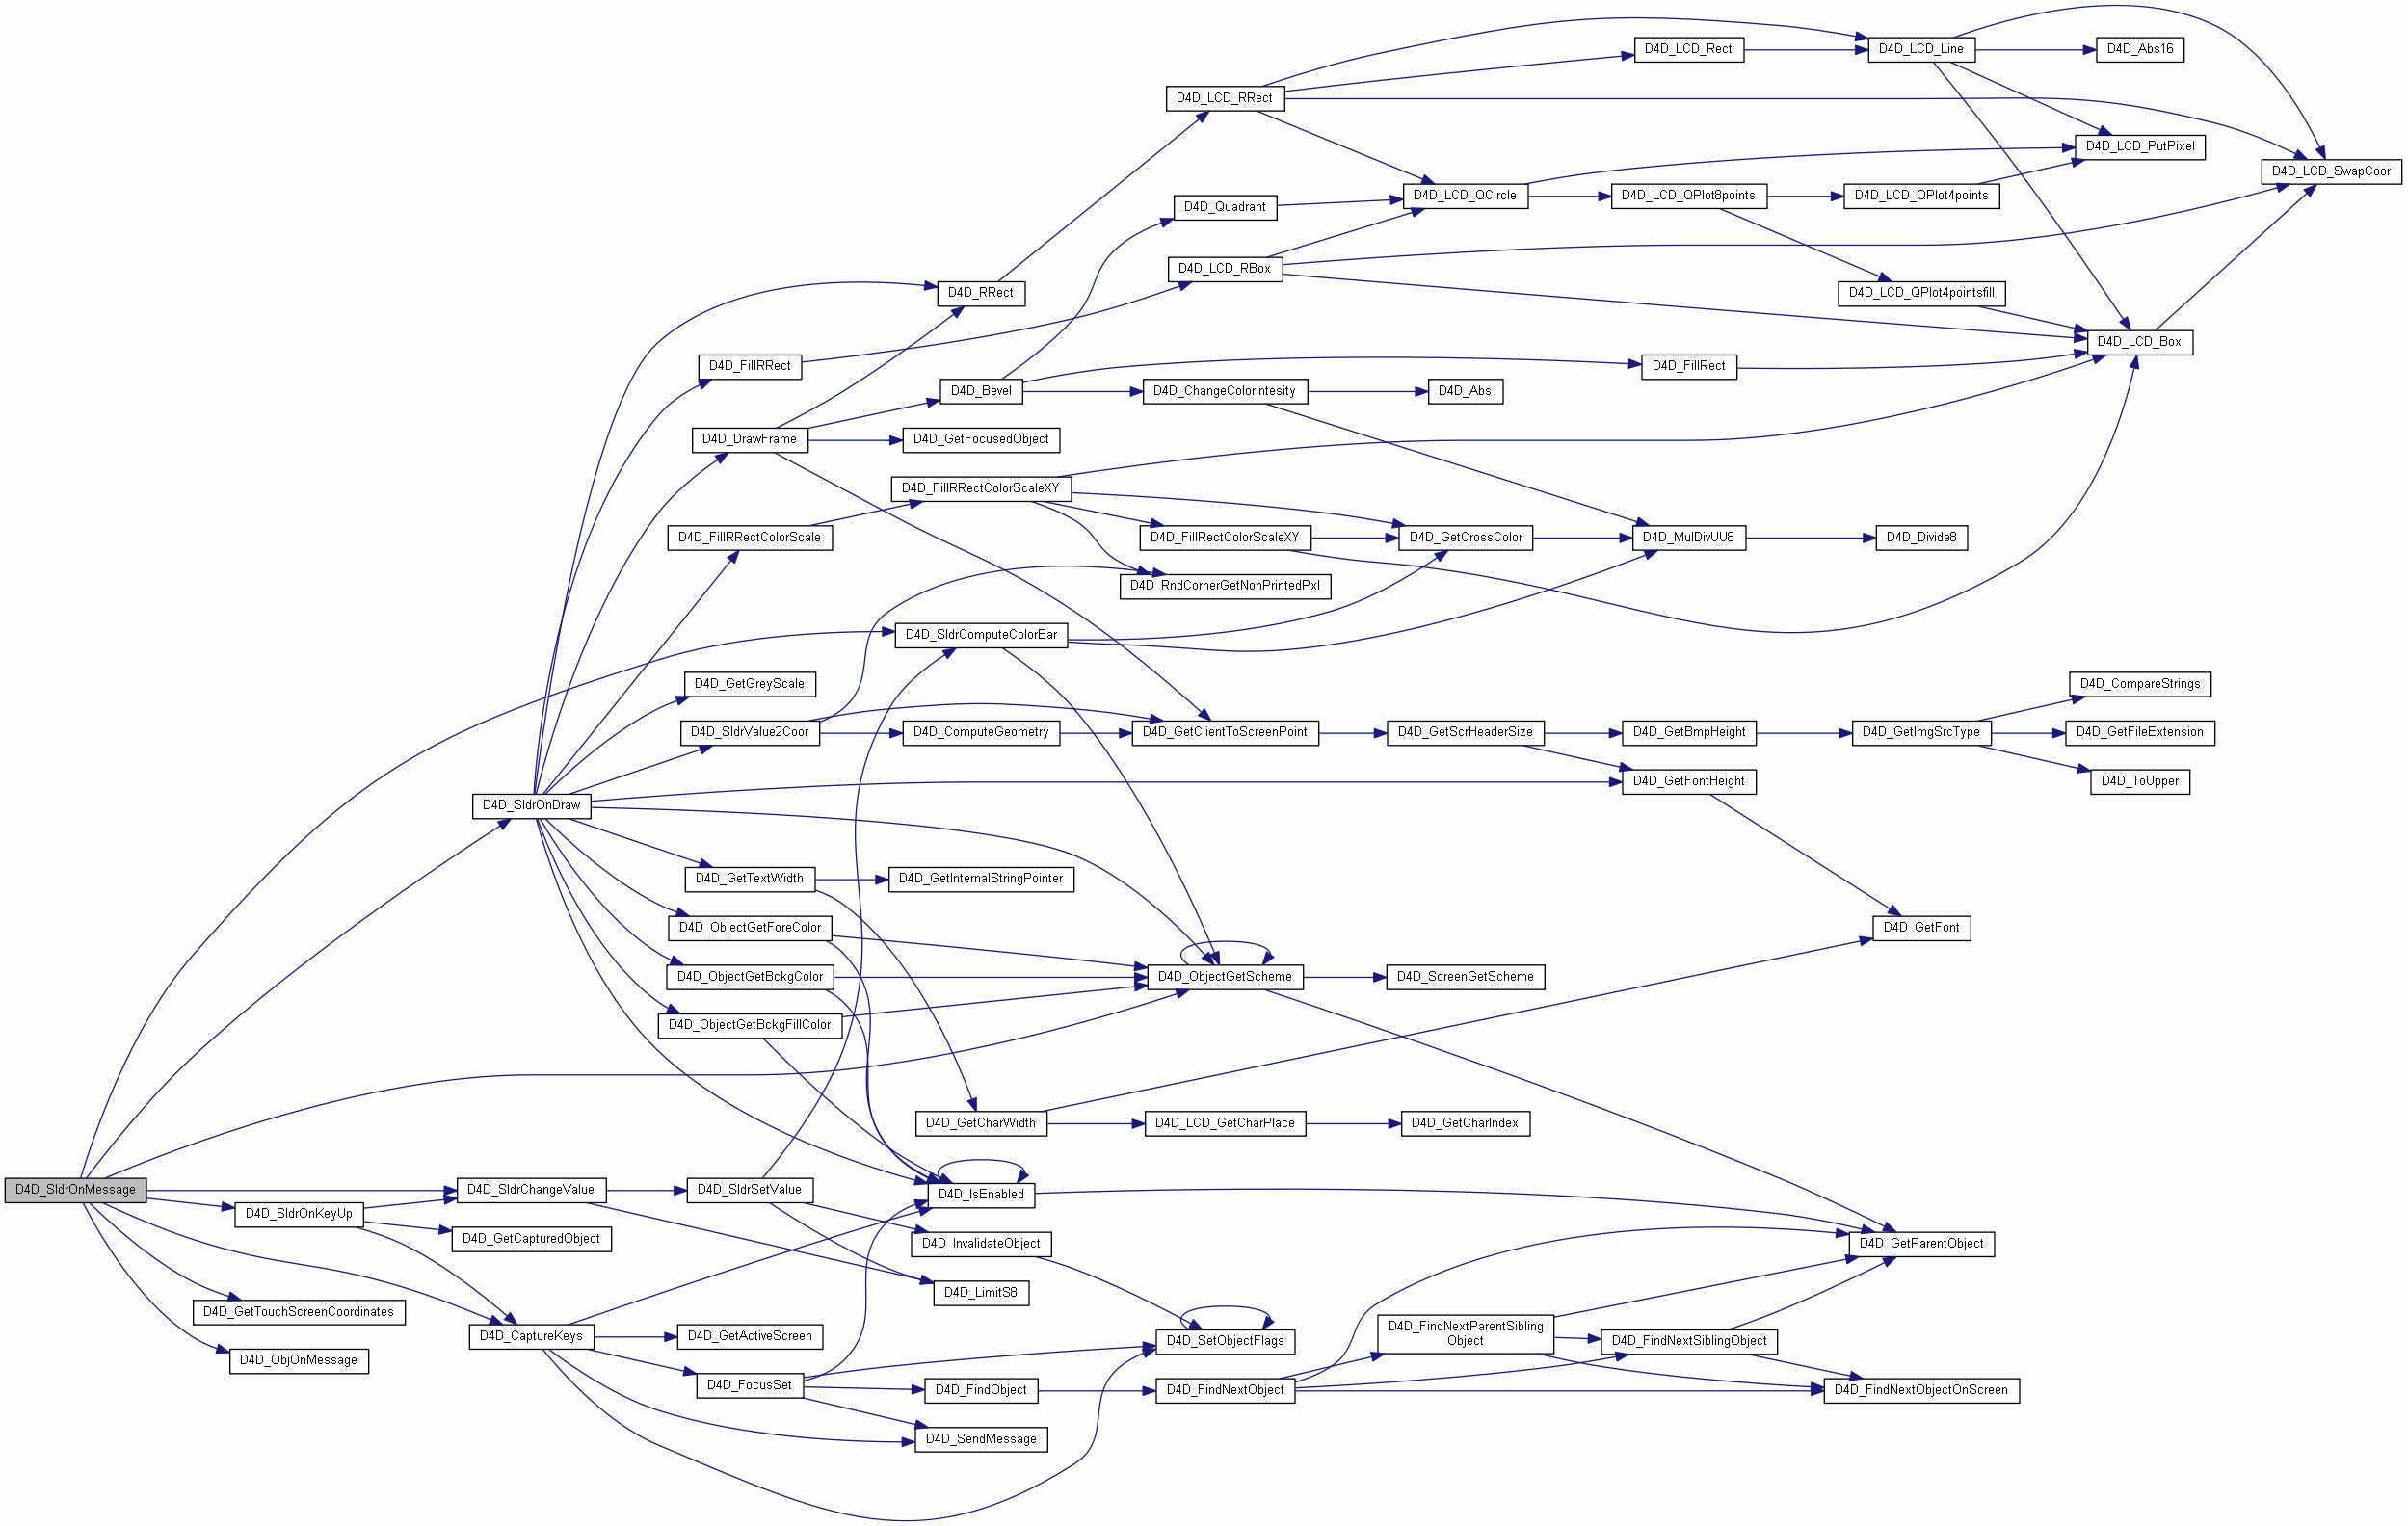 D4D_LCD_Rect
D4D_LCD_Line
D4D_Abs16
D4D_LCD_RRect
D4D_LCD_PutPixel
D4D_LCD_SwapCoor
D4D_Quadrant
D4D_LCD_QCircle
D4D_LCD_QPlot8points
D4D_LCD_QPlot4points
D4D_LCD_RBox
D4D_RRect
D4D_LCD_QPlot4pointsfill
D4D_LCD_Box
D4D_FillRRect
D4D_FillRect
D4D_Bevel
D4D_ChangeColorIntesity
D4D_Abs
D4D_DrawFrame
D4D_GetFocusedObject
D4D_FillRRectColorScaleXY
D4D_FillRRectColorScale
D4D_FillRectColorScaleXY
D4D_GetCrossColor
D4D_MulDivUU8
D4D_Divide8
D4D_RndCornerGetNonPrintedPxl
D4D_SldrComputeColorBar
D4D_GetGreyScale
D4D_CompareStrings
D4D_SldrValue2Coor
D4D_ComputeGeometry
D4D_GetClientToScreenPoint
D4D_GetScrHeaderSize
D4D_GetBmpHeight
D4D_GetImgSrcType
D4D_GetFileExtension
D4D_GetFontHeight
D4D_ToUpper
D4D_SldrOnDraw
D4D_GetTextWidth
D4D_GetInternalStringPointer
D4D_ObjectGetForeColor
D4D_GetFont
D4D_ObjectGetBckgColor
D4D_ObjectGetScheme
D4D_ScreenGetScheme
D4D_ObjectGetBckgFillColor
D4D_GetCharWidth
D4D_LCD_GetCharPlace
D4D_GetCharIndex
D4D_SldrOnMessage
D4D_SldrChangeValue
D4D_SldrSetValue
D4D_IsEnabled
D4D_SldrOnKeyUp
D4D_GetCapturedObject
D4D_InvalidateObject
D4D_GetParentObject
D4D_LimitS8
D4D_GetTouchScreenCoordinates
D4D_CaptureKeys
D4D_GetActiveScreen
D4D_SetObjectFlags
D4D_FindNextParentSibling
Object
D4D_FindNextSiblingObject
D4D_ObjOnMessage
D4D_FocusSet
D4D_FindObject
D4D_FindNextObject
D4D_FindNextObjectOnScreen
D4D_SendMessage